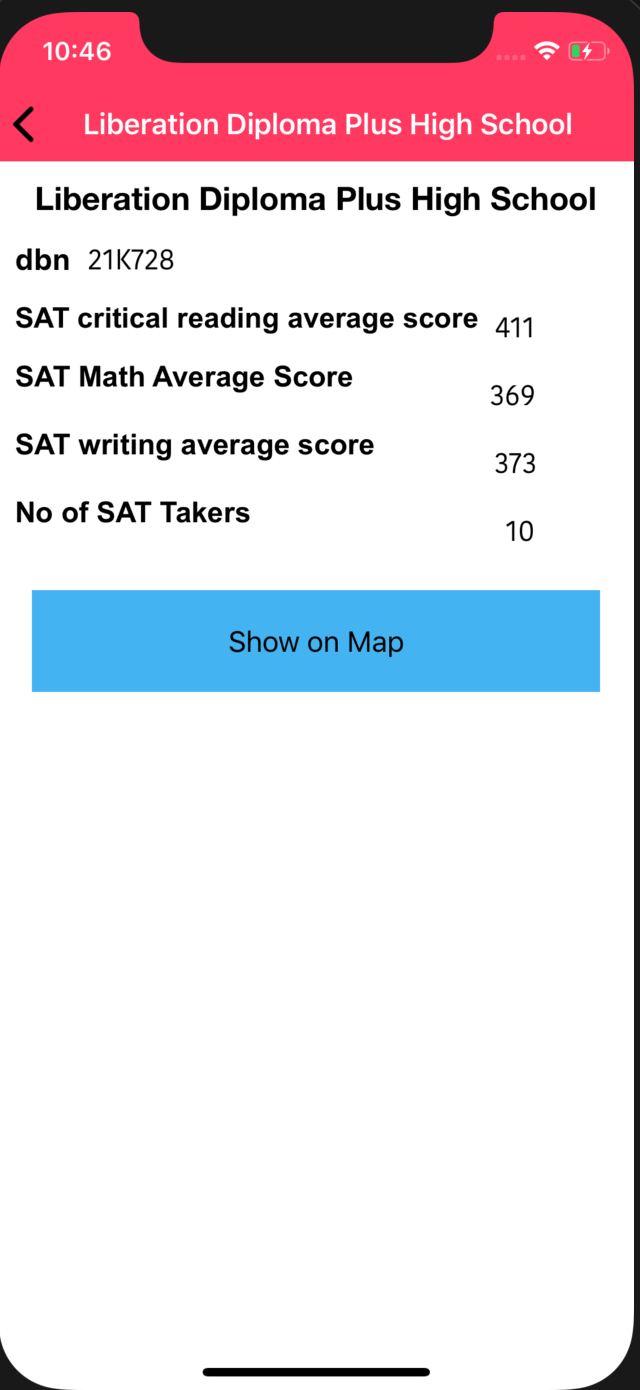 10:46
Liberation Diploma Plus High School
Liberation Diploma Plus High School
dbn 21K728
SAT critical reading average score 411
SAT Math Average Score 369
SAT writing average score 373
No of SAT Takers 10
Show on Map